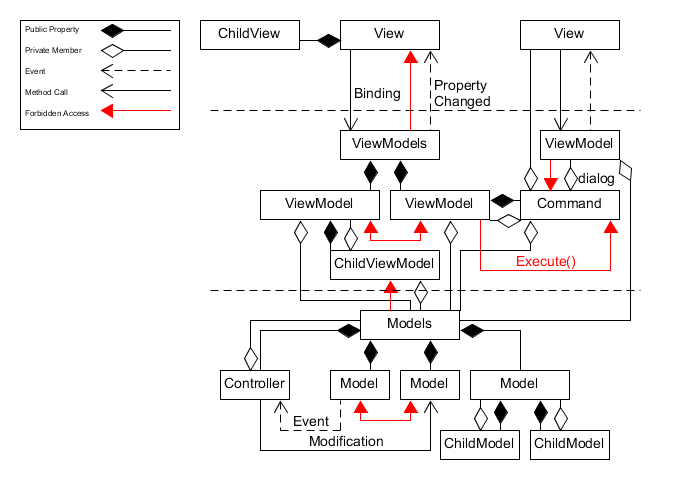 Public Property
Private Member
Event
Method Call
Forbidden Access
ChildView
View
View
Binding
Property
Changed
ViewModels
ViewModel
dialog
ViewModel
ViewModel
Command
Execute()
ChildViewModel
Models
Controller
Model
Model
Model
Event
Modification
ChildModel
ChildModel